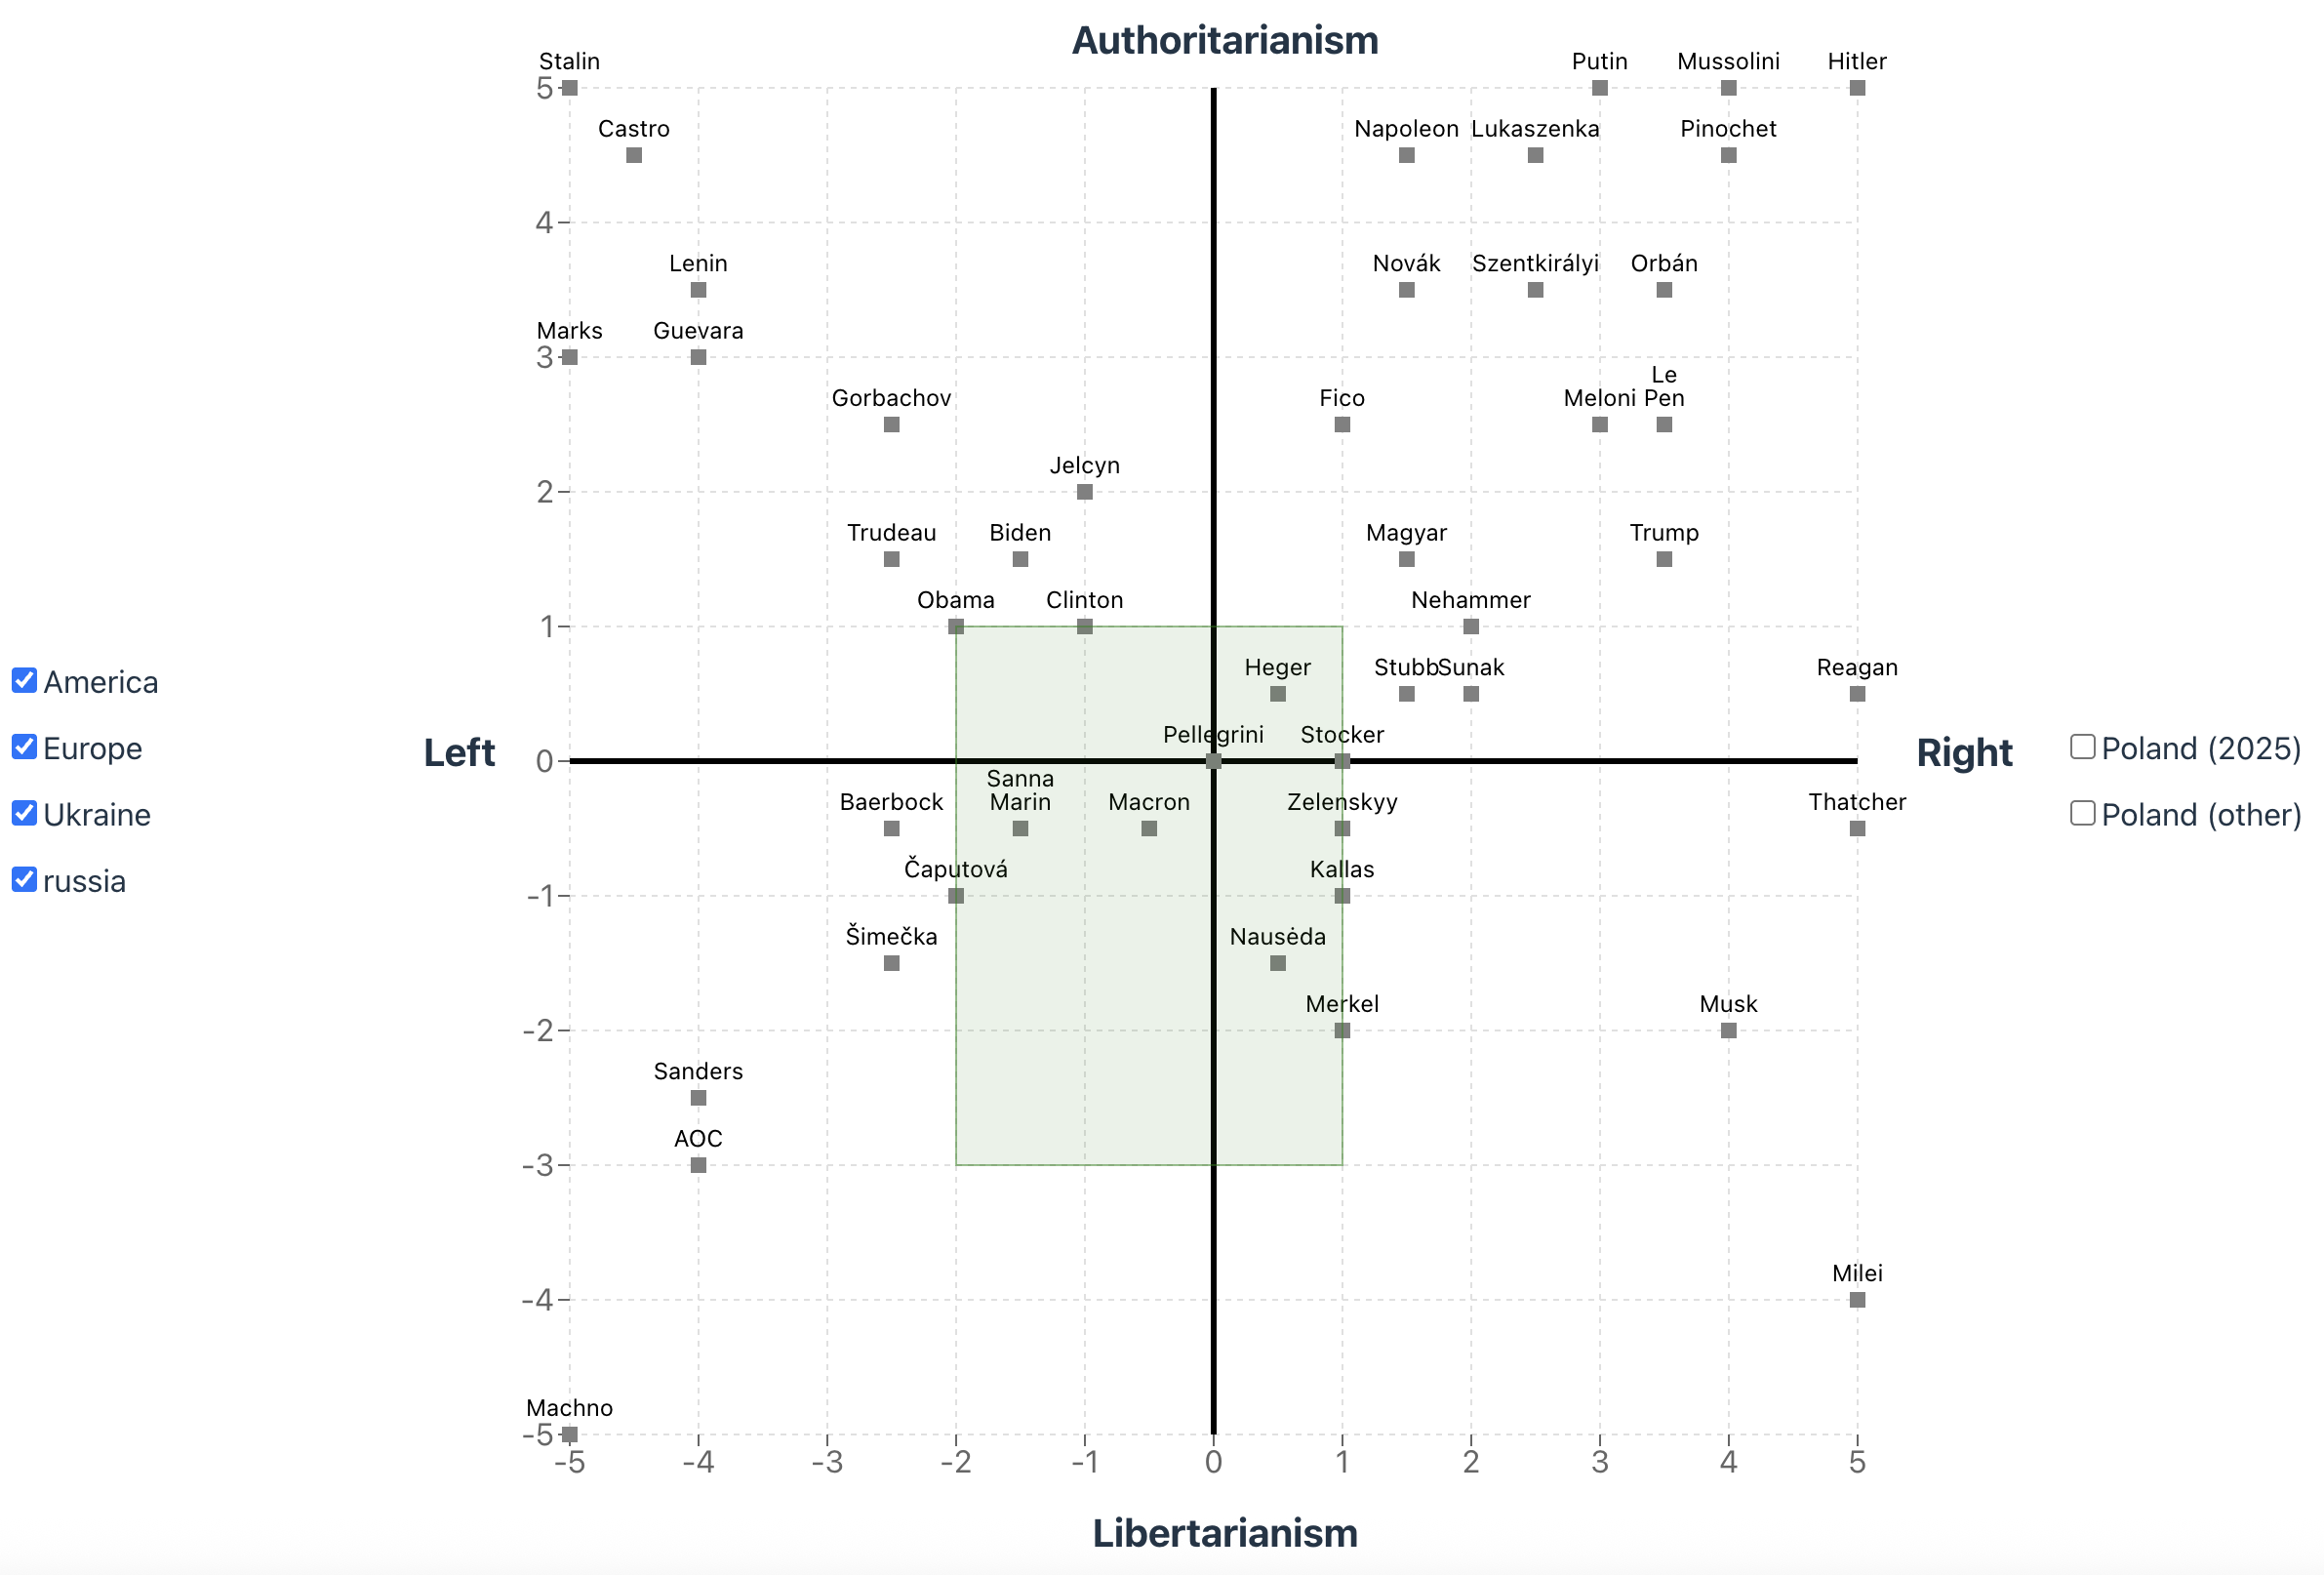 Authoritarianism
Stalin
Putin
Mussolini
Hitler
5
Castro
Napoleon
Lukaszenka
Pinochet
4
Lenin
Novák
Szentkirályi
Orbán
Marks
Guevara
3
Le
Gorbachov
Fico
Meloni
Pen
Jelcyn
2
Trudeau
Biden
Magyar
Trump
Obama
Clinton
Nehammer
1
Heger
Stubb
Sunak
Reagan
America
Pellegrini
Stocker
Europe
Left
0
Right
Poland (2025)
Sanna
Baerbock
Marin
Macron
Zelenskyy
Thatcher
Ukraine
Poland (other)
Čaputová
Kallas
russia
-1
Šimečka
Nausėda
Merkel
Musk
-2
Sanders
AOC
-3
Milei
-4
Machno
-5
-5
-4
-3
-2
-1
0
1
2
3
4
5
Libertarianism